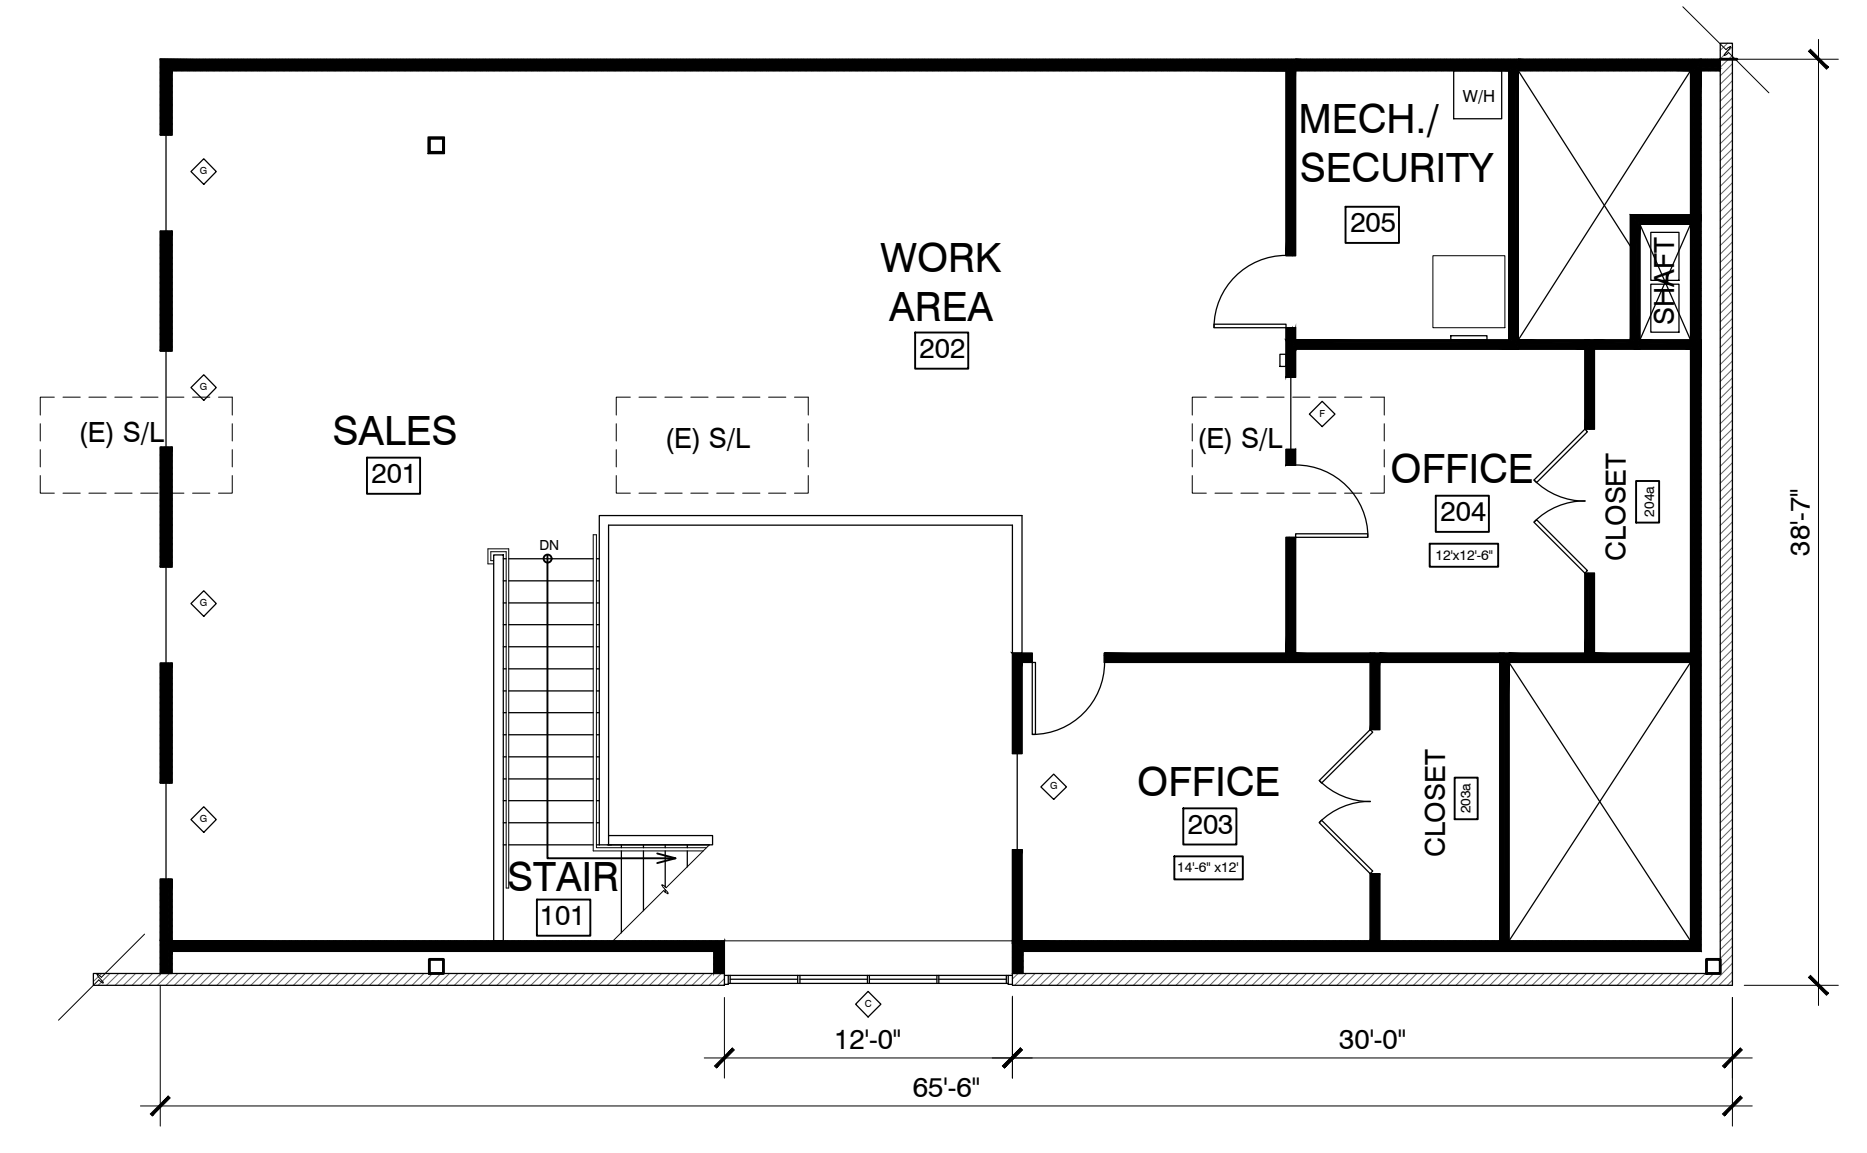 W/H
MECH./
SECURITY
205
G
WORK
AREA
202
SHAFT
G
(E) S/L
SALES
201
(E) S/L
(E) S/L
F
OFFICE
204
12'x12'-6"
CLOSET
204a
38'-7"
DN
G
G
G
OFFICE
203
14'-6" x12'
CLOSET
203a
STAIR
101
C
12'-0"
30'-0"
65'-6"